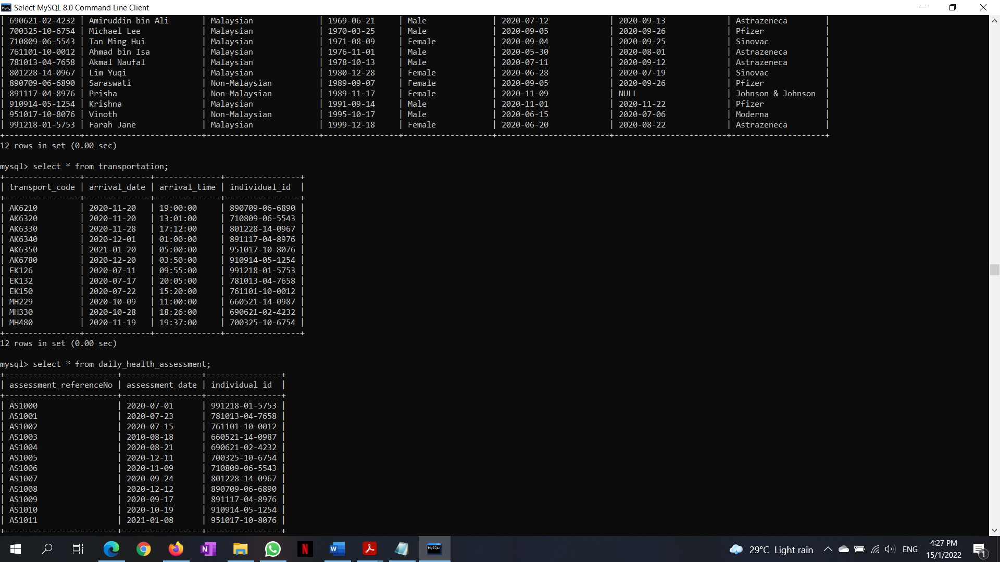 Select MySQL 8.0 Command Line Client
| 690621-02-4232 | Amiruddin bin Ali | Malaysian | 1969-06-21 | Male | 2020-07-12 | 2020-09-13 | Astrazeneca |
| 700325-10-6754 | Michael Lee | Malaysian | 1970-03-25 | Male | 2020-09-05 | 2020-09-26 | Pfizer |
| 710809-06-5543 | Tan Ming Hui | Malaysian | 1971-08-09 | Female | 2020-09-04 | 2020-09-25 | Sinovac |
| 761101-10-0012 | Ahmad bin Isa | Malaysian | 1976-11-01 | Male | 2020-05-30 | 2020-08-01 | Astrazeneca |
| 781013-04-7658 | Akmal Naufal | Malaysian | 1978-10-13 | Male | 2020-07-11 | 2020-09-12 | Astrazeneca |
| 801228-14-0967 | Lim Yuqi | Malaysian | 1980-12-28 | Female | 2020-06-28 | 2020-07-19 | Sinovac |
| 890709-06-6890 | Saraswati | Non-Malaysian | 1989-09-07 | Female | 2020-09-05 | 2020-09-26 | Pfizer |
| 891117-04-8976 | Prisha | Non-Malaysian | 1989-11-17 | Female | 2020-11-09 | NULL | Johnson & Johnson |
| 910914-05-1254 | Krishna | Malaysian | 1991-09-14 | Male | 2020-11-01 | 2020-11-22 | Pfizer |
| 951017-10-8076 | Vinoth | Non-Malaysian | 1995-10-17 | Male | 2020-06-15 | 2020-07-06 | Moderna |
| 991218-01-5753 | Farah Jane | Malaysian | 1999-12-18 | Female | 2020-06-20 | 2020-08-22 | Astrazeneca |
12 rows in set (0.00 sec)
mysql> select * from transportation;
| transport_code | arrival_date | arrival_time | individual_id |
| AK6210 | 2020-11-20 | 19:00:00 | 890709-06-6890 |
| AK6320 | 2020-11-20 | 13:01:00 | 710809-06-5543 |
| AK6330 | 2020-11-28 | 17:12:00 | 801228-14-0967 |
| AK6340 | 2020-12-01 | 01:00:00 | 891117-04-8976 |
| AK6350 | 2021-01-20 | 05:00:00 | 951017-10-8076 |
| AK6780 | 2020-12-20 | 03:50:00 | 910914-05-1254 |
| EK126 | 2020-07-11 | 09:55:00 | 991218-01-5753 |
| EK132 | 2020-07-17 | 20:05:00 | 781013-04-7658 |
| EK150 | 2020-07-22 | 15:20:00 | 761101-10-0012 |
| MH229 | 2020-10-09 | 11:00:00 | 660521-14-0987 |
| MH330 | 2020-10-28 | 18:26:00 | 690621-02-4232 |
| MH480 | 2020-11-19 | 19:37:00 | 700325-10-6754 |
12 rows in set (0.00 sec)
mysql> select * from daily_health_assessment;
| assessment_referenceNo | assessment_date | individual_id |
| AS1000 | 2020-07-01 | 991218-01-5753 |
| AS1001 | 2020-07-23 | 781013-04-7658 |
| AS1002 | 2020-07-15 | 761101-10-0012 |
| AS1003 | 2010-08-18 | 660521-14-0987 |
| AS1004 | 2020-08-21 | 690621-02-4232 |
| AS1005 | 2020-12-11 | 700325-10-6754 |
| AS1006 | 2020-11-09 | 710809-06-5543 |
| AS1007 | 2020-09-24 | 801228-14-0967 |
| AS1008 | 2020-12-12 | 890709-06-6890 |
| AS1009 | 2020-09-17 | 891117-04-8976 |
| AS1010 | 2020-10-19 | 910914-05-1254 |
| AS1011 | 2021-01-08 | 951017-10-8076 |
29°C Light rain ENG 4:27 PM
15/1/2022 1